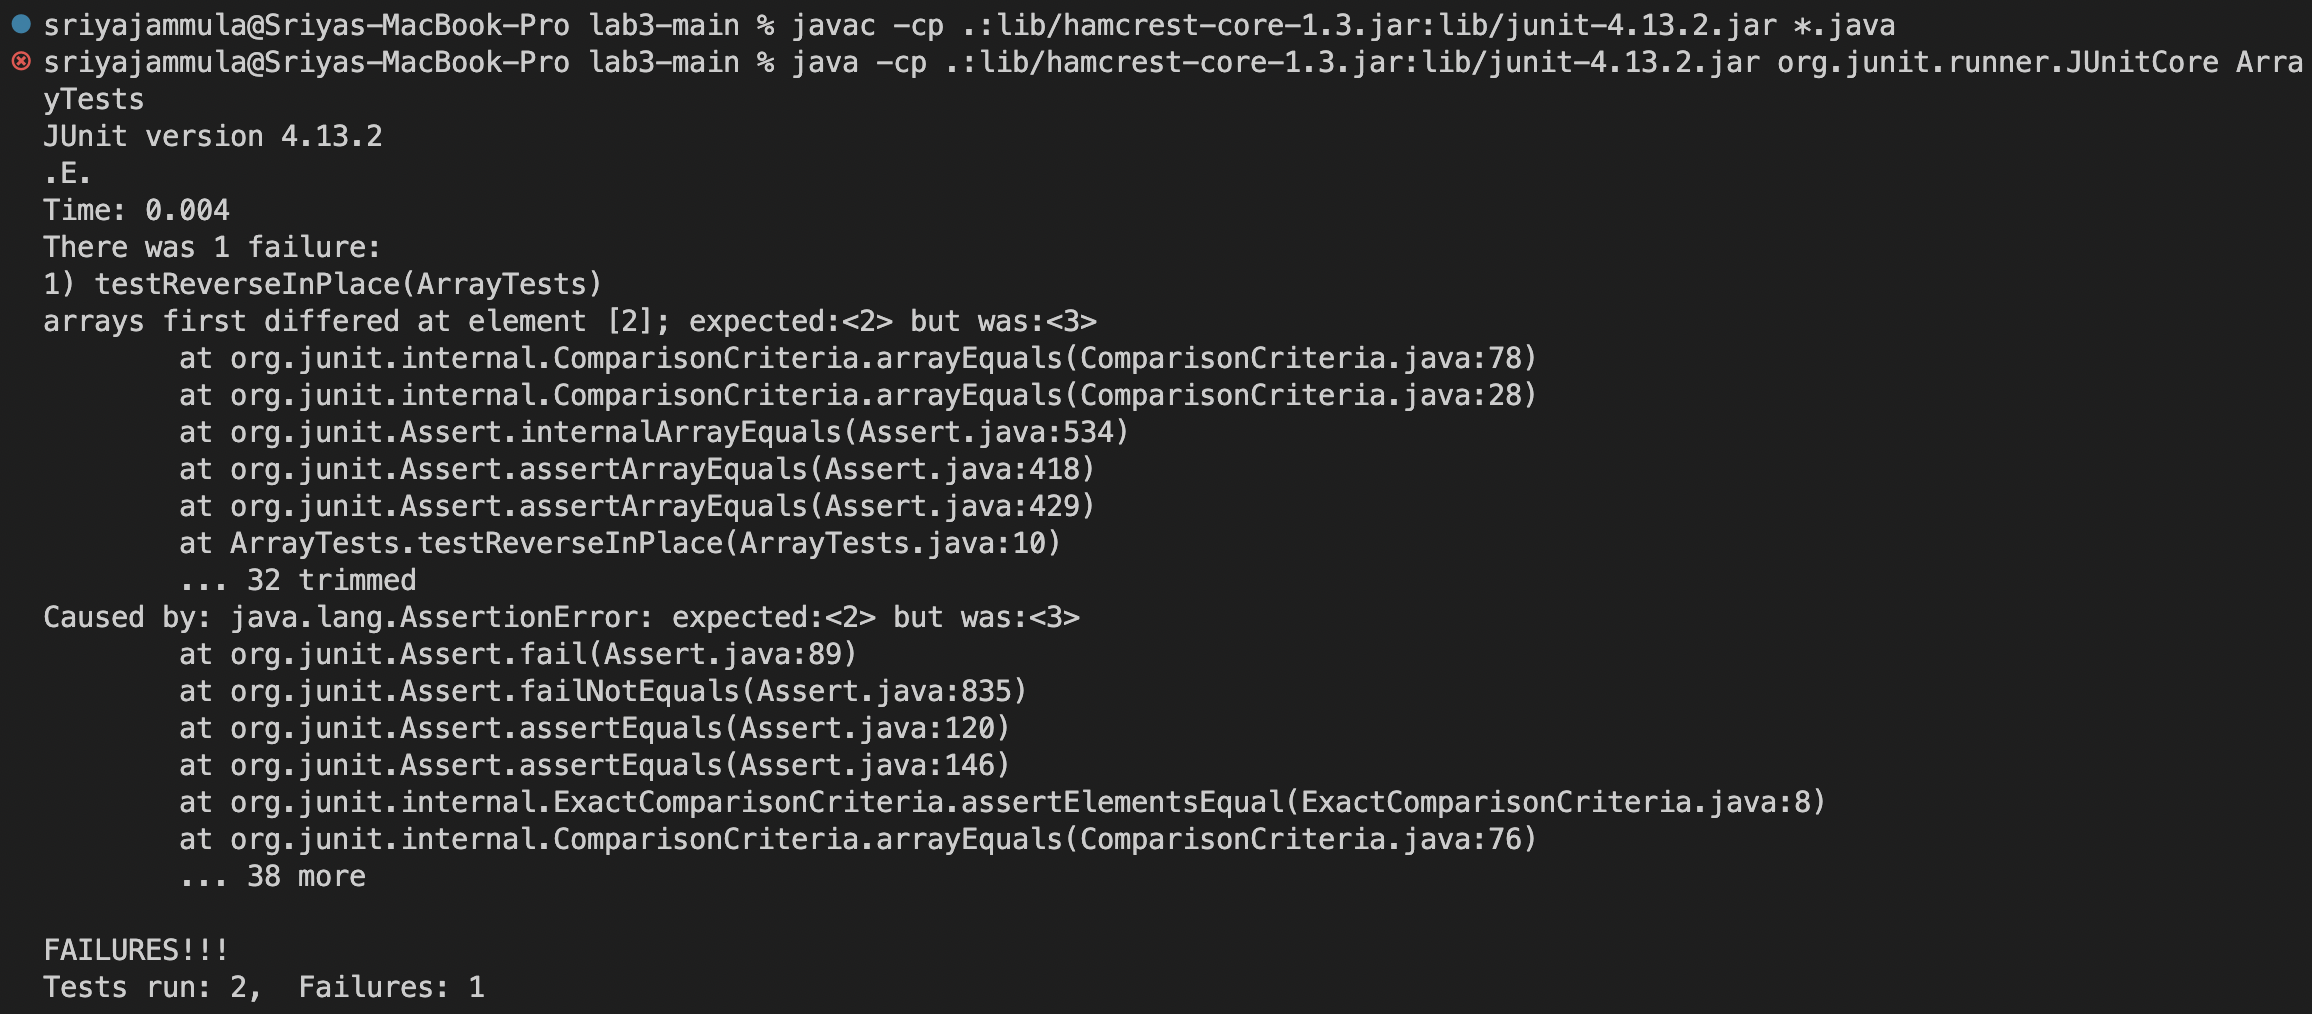 sriyajammula@Sriyas-MacBook-Pro lab3-main % javac -cp .:lib/hamcrest-core-1.3.jar:lib/junit-4.13.2.jar *.java
sriyajammula@Sriyas-MacBook-Pro lab3-main % java -cp .:lib/hamcrest-core-1.3.jar:lib/junit-4.13.2.jar org.junit.runner.JUnitCore Arra
yTests
JUnit version 4.13.2
.E.
Time: 0.004
There was 1 failure:
1) testReverseInPlace(ArrayTests)
arrays first differed at element [2]; expected:<2> but was:<3>
        at org.junit.internal.ComparisonCriteria.arrayEquals(ComparisonCriteria.java:78)
        at org.junit.internal.ComparisonCriteria.arrayEquals(ComparisonCriteria.java:28)
        at org.junit.Assert.internalArrayEquals(Assert.java:534)
        at org.junit.Assert.assertArrayEquals(Assert.java:418)
        at org.junit.Assert.assertArrayEquals(Assert.java:429)
        at ArrayTests.testReverseInPlace(ArrayTests.java:10)
        ... 32 trimmed
Caused by: java.lang.AssertionError: expected:<2> but was:<3>
        at org.junit.Assert.fail(Assert.java:89)
        at org.junit.Assert.failNotEquals(Assert.java:835)
        at org.junit.Assert.assertEquals(Assert.java:120)
        at org.junit.Assert.assertEquals(Assert.java:146)
        at org.junit.internal.ExactComparisonCriteria.assertElementsEqual(ExactComparisonCriteria.java:8)
        at org.junit.internal.ComparisonCriteria.arrayEquals(ComparisonCriteria.java:76)
        ... 38 more

FAILURES!!!
Tests run: 2,  Failures: 1